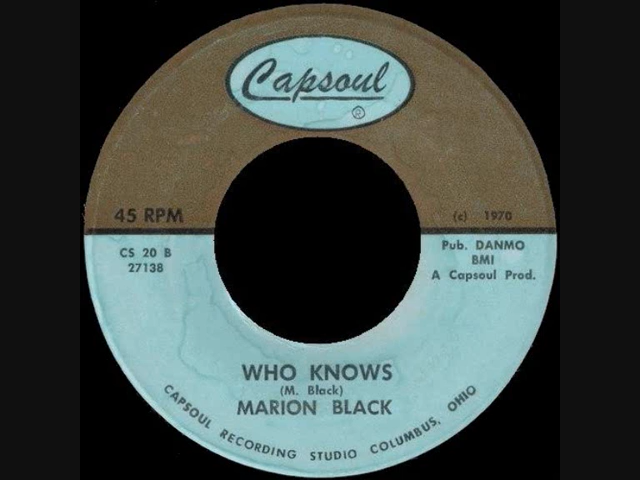 Capsoul
®
45 RPM
(c) 1970
CS 20 B
27138
Pub. DANMO
BMI
A Capsoul Prod.
WHO KNOWS
(M. Black)
MARION BLACK
CAPSOUL RECORDING STUDIO COLUMBUS, OHIO